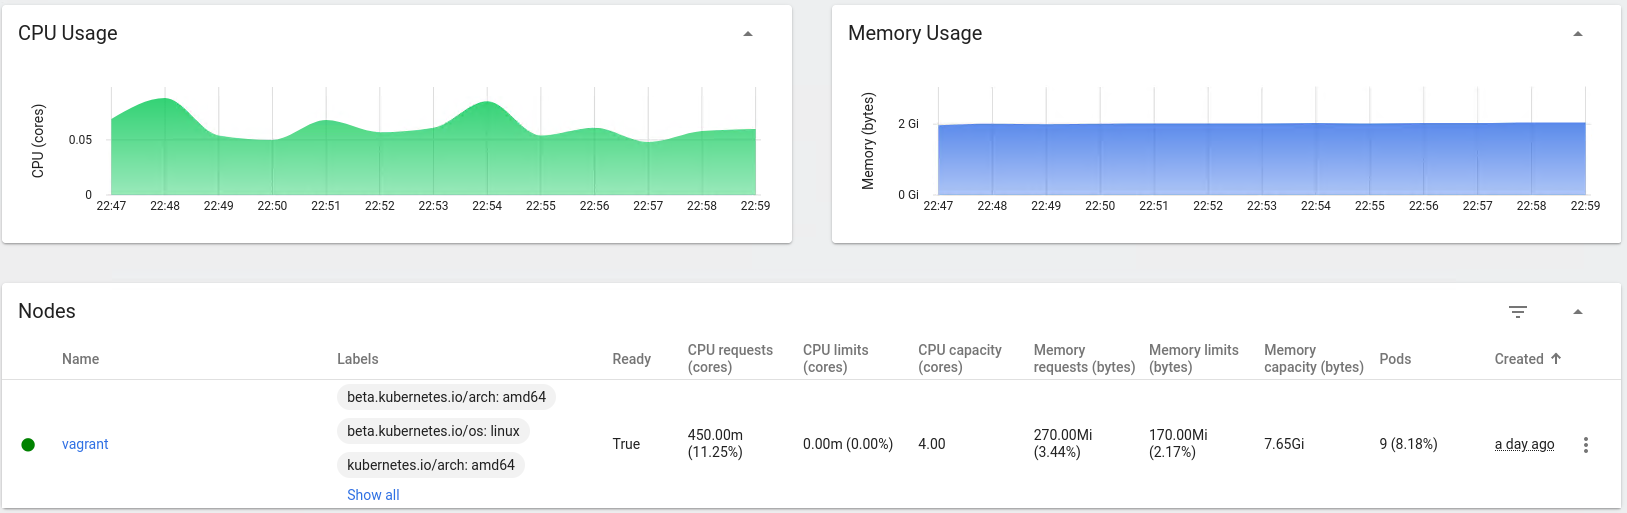 CPU Usage
CPU (cores)
0.05
0
22:47 22:48 22:49 22:50 22:51 22:52 22:53 22:54 22:55 22:56 22:57 22:58 22:59
Memory Usage
Memory (bytes)
2 Gi
0 Gi
22:47 22:48 22:49 22:50 22:51 22:52 22:53 22:54 22:55 22:56 22:57 22:58 22:59
Nodes
Name
Labels
Ready
CPU requests
(cores)
CPU limits
(cores)
CPU capacity
(cores)
Memory
requests (bytes)
Memory limits
(bytes)
Memory
capacity (bytes)
Pods
Created
vagrant
beta.kubernetes.io/arch: amd64
beta.kubernetes.io/os: linux
kubernetes.io/arch: amd64
Show all
True
450.00m
(11.25%)
0.00m (0.00%)
4.00
270.00Mi
(3.44%)
170.00Mi
(2.17%)
7.65Gi
9 (8.18%)
a day ago